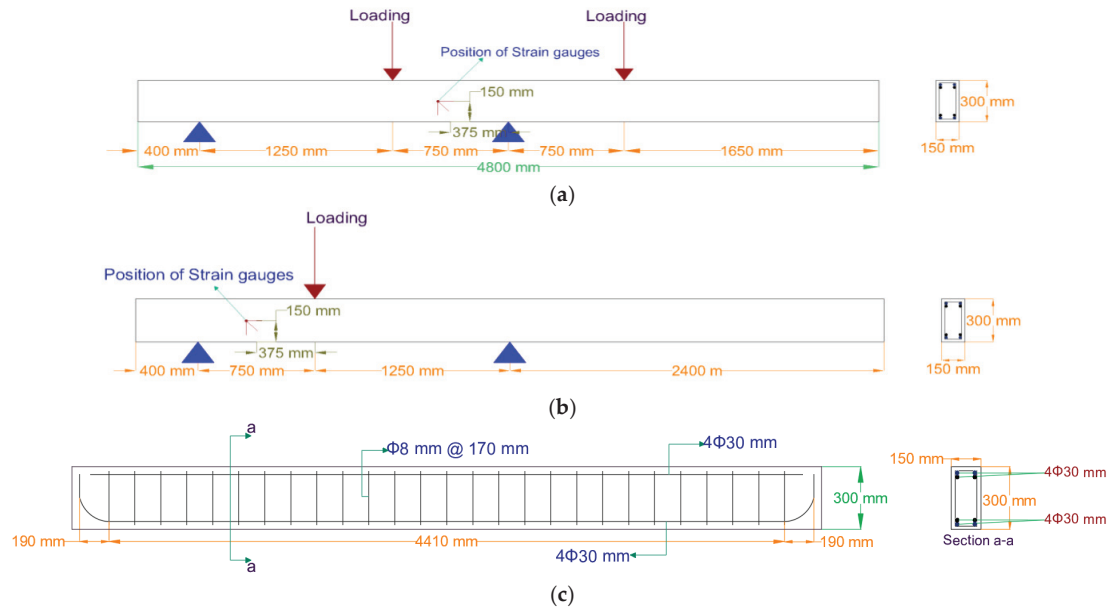 Loading
Loading
Position of Strain gauges
150 mm
300 mm
375 mm
400 mm
1250 mm
750 mm
750 mm
1650 mm
150 mm
4800 mm
(a)
Loading
Position of Strain gauges
150 mm
300 mm
375 mm
400 mm
750 mm
1250 mm
2400 m
150 mm
(b)
a
Φ8 mm @ 170 mm
4Φ30 mm
150 mm
4Φ30 mm
300 mm
300 mm
4Φ30 mm
190 mm
4410 mm
190 mm
Section a-a
a
4Φ30 mm
(c)